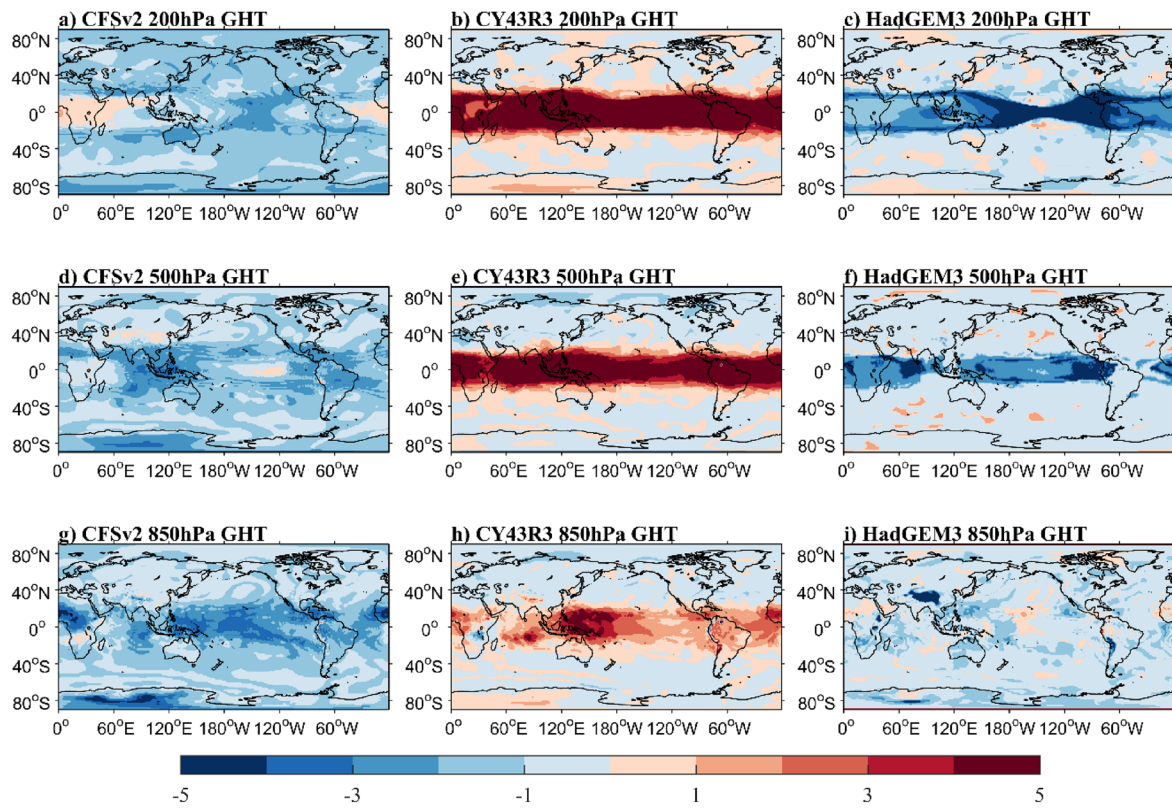 a) CFSv2 200hPa GHT
b) CY43R3 200hPa GHT
c) HadGEM3 200hPa GHT
80°N
40°N
0°
40°S
80°S
0° 60°E 120°E 180°W 120°W 60°W
0° 60°E 120°E 180°W 120°W 60°W
0° 60°E 120°E 180°W 120°W 60°W
80°N
40°N
0°
40°S
80°S
80°N
40°N
0°
40°S
80°S
d) CFSv2 500hPa GHT
e) CY43R3 500hPa GHT
f) HadGEM3 500hPa GHT
80°N
40°N
0°
40°S
80°S
80°N
40°N
0°
40°S
80°S
80°N
40°N
0°
40°S
80°S
0° 60°E 120°E 180°W 120°W 60°W
0° 60°E 120°E 180°W 120°W 60°W
0° 60°E 120°E 180°W 120°W 60°W
g) CFSv2 850hPa GHT
h) CY43R3 850hPa GHT
i) HadGEM3 850hPa GHT
80°N
40°N
0°
40°S
80°S
80°N
40°N
0°
40°S
80°S
80°N
40°N
0°
40°S
80°S
0° 60°E 120°E 180°W 120°W 60°W
0° 60°E 120°E 180°W 120°W 60°W
0° 60°E 120°E 180°W 120°W 60°W
-5 -3 -1 1 3 5